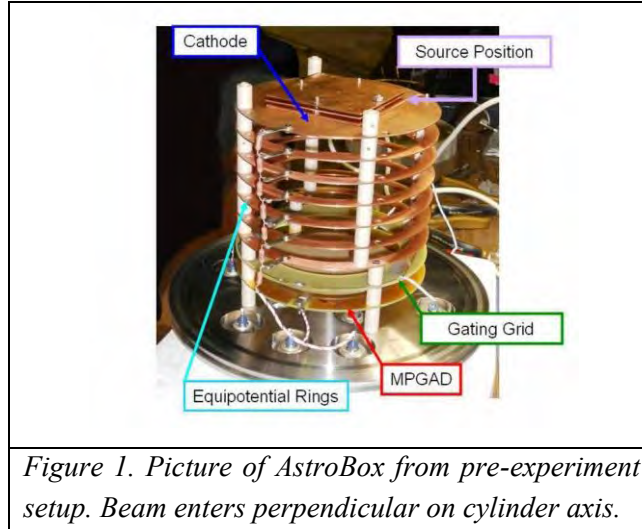 Cathode
Source Position
Gating Grid
MPGAD
Equipotential Rings
Figure 1. Picture of AstroBox from pre-experiment
setup. Beam enters perpendicular on cylinder axis.